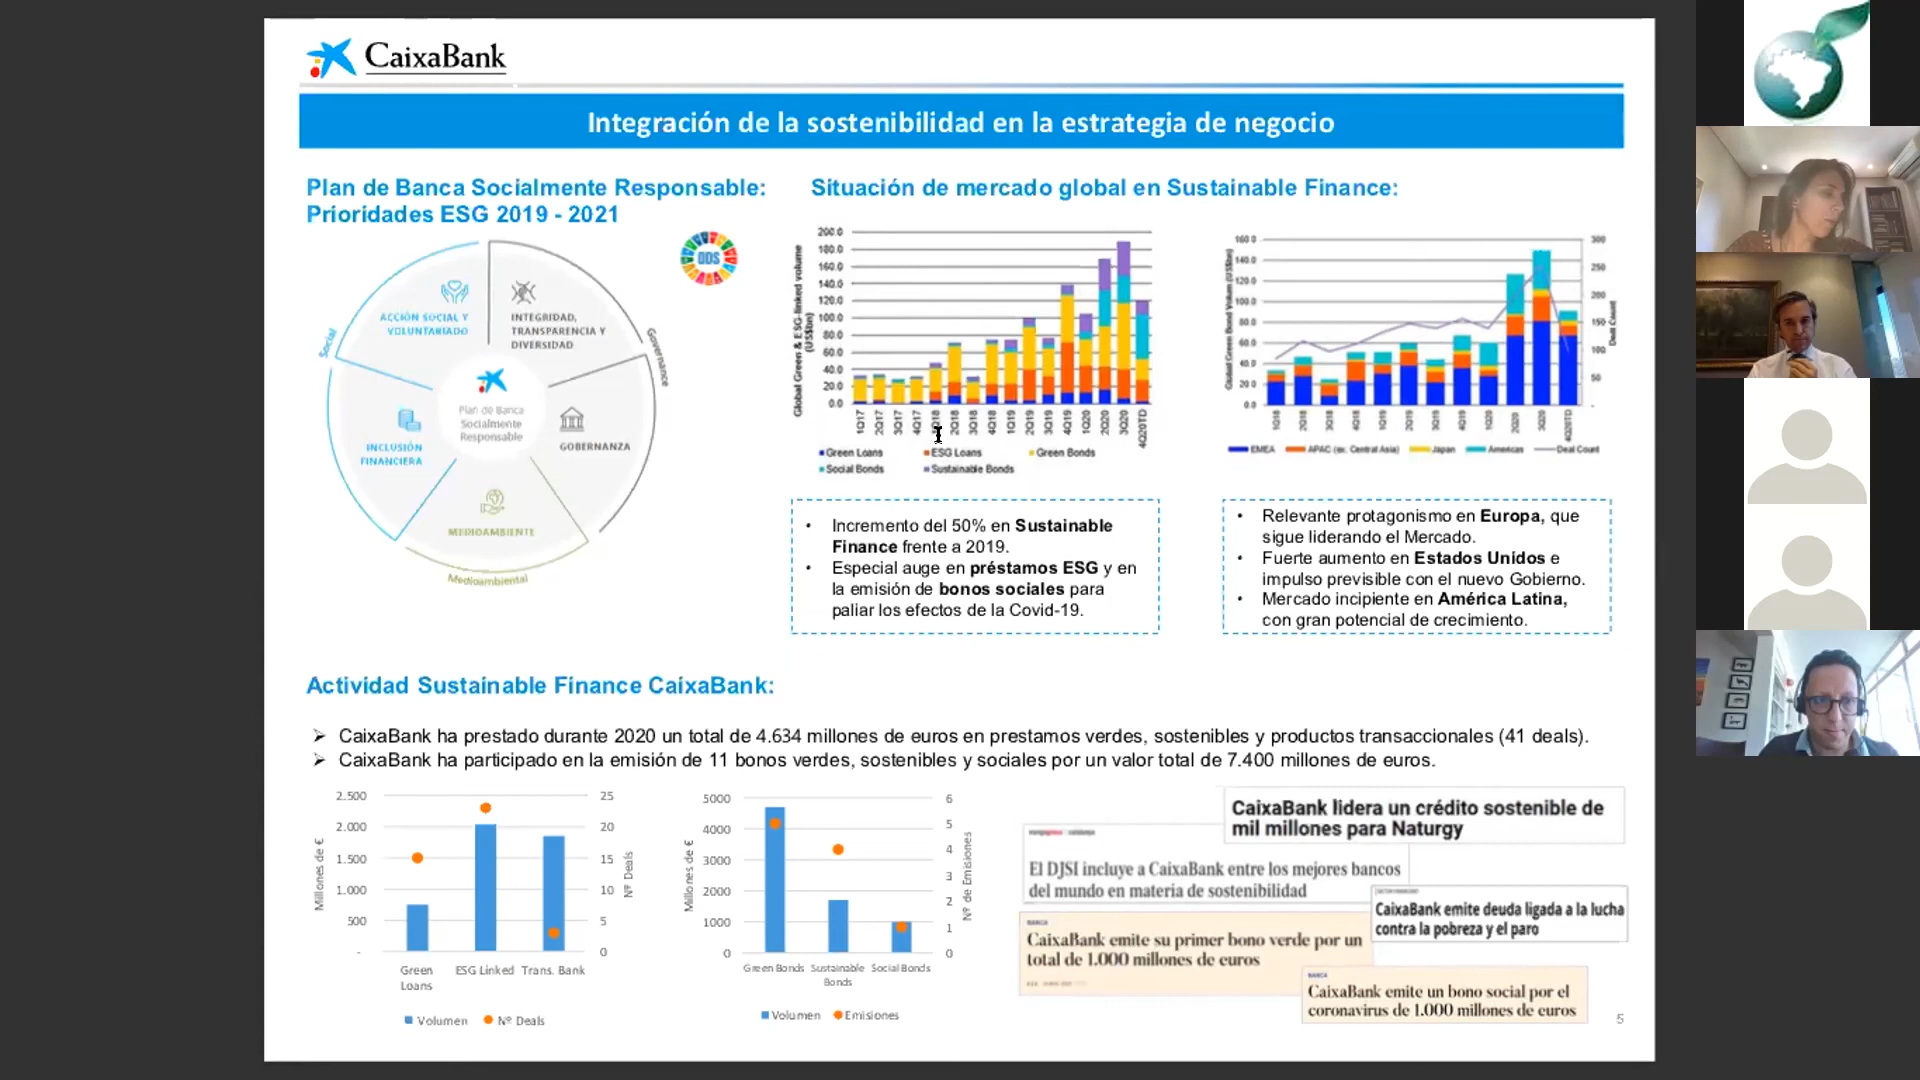 CaixaBank
Integración de la sostenibilidad en la estrategia de negocio
Plan de Banca Socialmente Responsable:
Prioridades ESG 2019 - 2021
ODS
Social
ACCIÓN SOCIAL Y
VOLUNTARIADO
INTEGRIDAD,
TRANSPARENCIA Y
DIVERSIDAD
Governance
Plan de Banca
Socialmente
Responsable
INCLUSIÓN
FINANCIERA
GOBERNANZA
MEDIOAMBIENTE
Medioambiental
Situación de mercado global en Sustainable Finance:
Global Green & ESG-linked volume
(US$bn)
200.0
180.0
160.0
140.0
120.0
100.0
80.0
60.0
40.0
20.0
0.0
1Q17 2Q17 3Q17 4Q17 1Q18 2Q18 3Q18 4Q18 1Q19 2Q19 3Q19 4Q19 1Q20 2Q20 3Q20 4Q20TD
Green Loans ESG Loans Green Bonds
Social Bonds Sustainable Bonds
Global Green Bond Volum (US$bn)
160.0
140.0
120.0
100.0
80.0
60.0
40.0
20.0
0.0
300
250
200
150
100
50
-
Deal Count
1Q18 2Q18 3Q18 4Q18 1Q19 2Q19 3Q19 4Q19 1Q20 2Q20 3Q20 4Q20TD
EMEA APAC (ex. Central Asia) Japan Americas Deal Count
• Incremento del 50% en Sustainable
Finance frente a 2019.
• Especial auge en préstamos ESG y en
la emisión de bonos sociales para
paliar los efectos de la Covid-19.
• Relevante protagonismo en Europa, que
sigue liderando el Mercado.
• Fuerte aumento en Estados Unidos e
impulso previsible con el nuevo Gobierno.
• Mercado incipiente en América Latina,
con gran potencial de crecimiento.
Actividad Sustainable Finance CaixaBank:
➢ CaixaBank ha prestado durante 2020 un total de 4.634 millones de euros en prestamos verdes, sostenibles y productos transaccionales (41 deals).
➢ CaixaBank ha participado en la emisión de 11 bonos verdes, sostenibles y sociales por un valor total de 7.400 millones de euros.
Millones de €
2.500
2.000
1.500
1.000
500
-
25
20
15
10
5
0
Nº Deals
Green
Loans
ESG Linked
Trans. Bank
Volumen Nº Deals
Millones de €
5000
4000
3000
2000
1000
0
6
5
4
3
2
1
0
Nº de Emisiones
Green Bonds
Sustainable
Bonds
Social Bonds
Volumen Emisiones
CaixaBank lidera un crédito sostenible de
mil millones para Naturgy
El DJSI incluye a CaixaBank entre los mejores bancos
del mundo en materia de sostenibilidad
CaixaBank emite deuda ligada a la lucha
contra la pobreza y el paro
BANCA
CaixaBank emite su primer bono verde por un
total de 1.000 millones de euros
BANCA
CaixaBank emite un bono social por el
coronavirus de 1.000 millones de euros
5